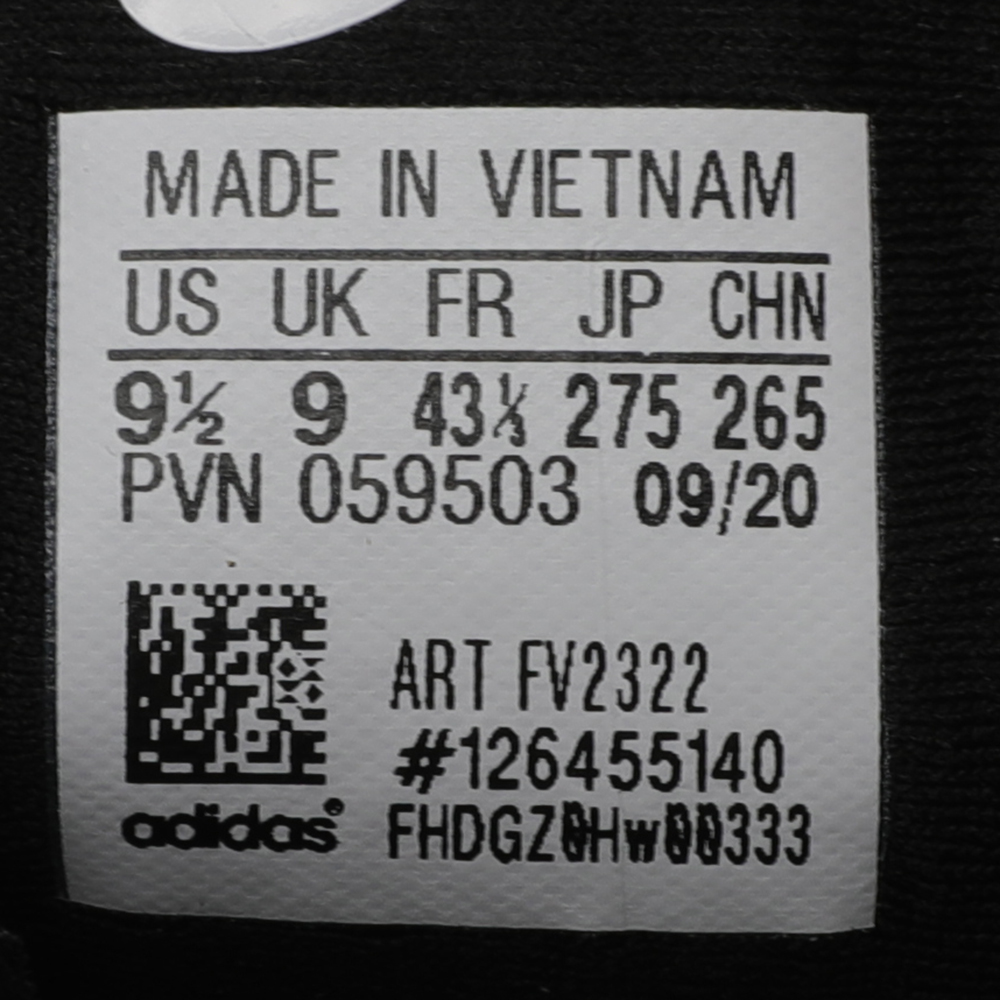 MADE IN VIETNAM
US UK FR JP CHN
9½ 9 43⅓ 275 265
PVN 059503 09/20
ART FV2322
#126455140
adidas®
FHDGZ0Hw00333